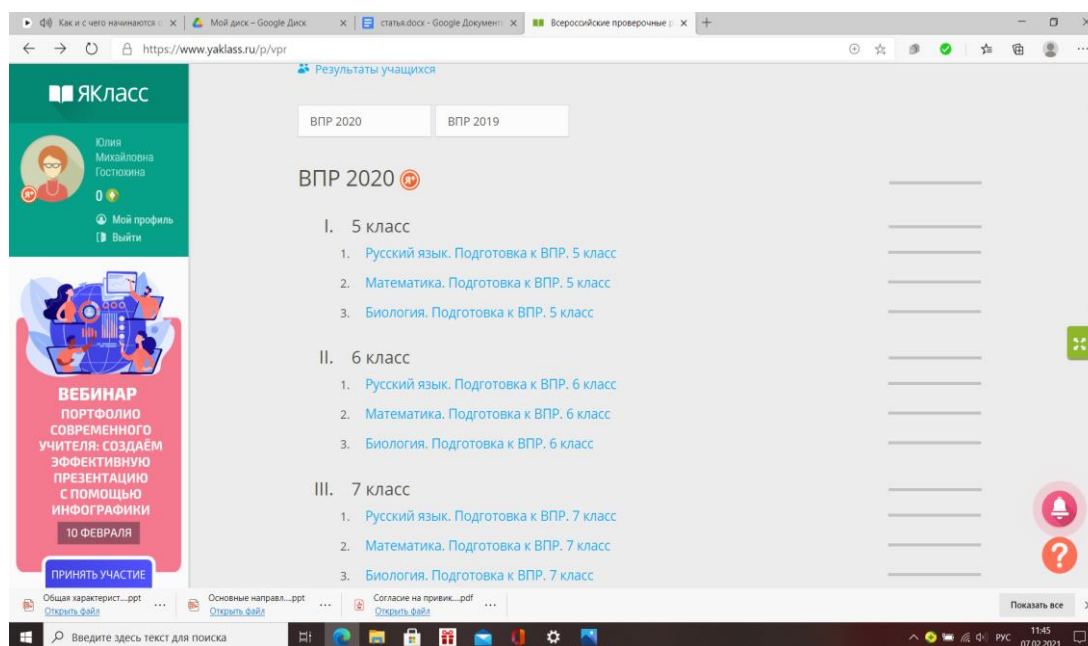 Как и с чего начинаются с
Мой диск – Google Диск
статья.docx - Google Документы
Всероссийские проверочные р
https://www.yaklass.ru/p/vpr
ЯКласс
Юлия
Михайловна
Гостюхина
0
Мой профиль
Выйти
ВЕБИНАР
ПОРТФОЛИО
СОВРЕМЕННОГО
УЧИТЕЛЯ: СОЗДАЁМ
ЭФФЕКТИВНУЮ
ПРЕЗЕНТАЦИЮ
С ПОМОЩЬЮ
ИНФОГРАФИКИ
10 ФЕВРАЛЯ
ПРИНЯТЬ УЧАСТИЕ
Результаты учащихся
ВПР 2020
ВПР 2019
ВПР 2020
I. 5 класс
1. Русский язык. Подготовка к ВПР. 5 класс
2. Математика. Подготовка к ВПР. 5 класс
3. Биология. Подготовка к ВПР. 5 класс
II. 6 класс
1. Русский язык. Подготовка к ВПР. 6 класс
2. Математика. Подготовка к ВПР. 6 класс
3. Биология. Подготовка к ВПР. 6 класс
III. 7 класс
1. Русский язык. Подготовка к ВПР. 7 класс
2. Математика. Подготовка к ВПР. 7 класс
3. Биология. Подготовка к ВПР. 7 класс
?
Общая характерист....ppt
Открыть файл
Основные направл....ppt
Открыть файл
Согласие на привик....pdf
Открыть файл
Показать все
Введите здесь текст для поиска
РУС
11:45
07.02.2021